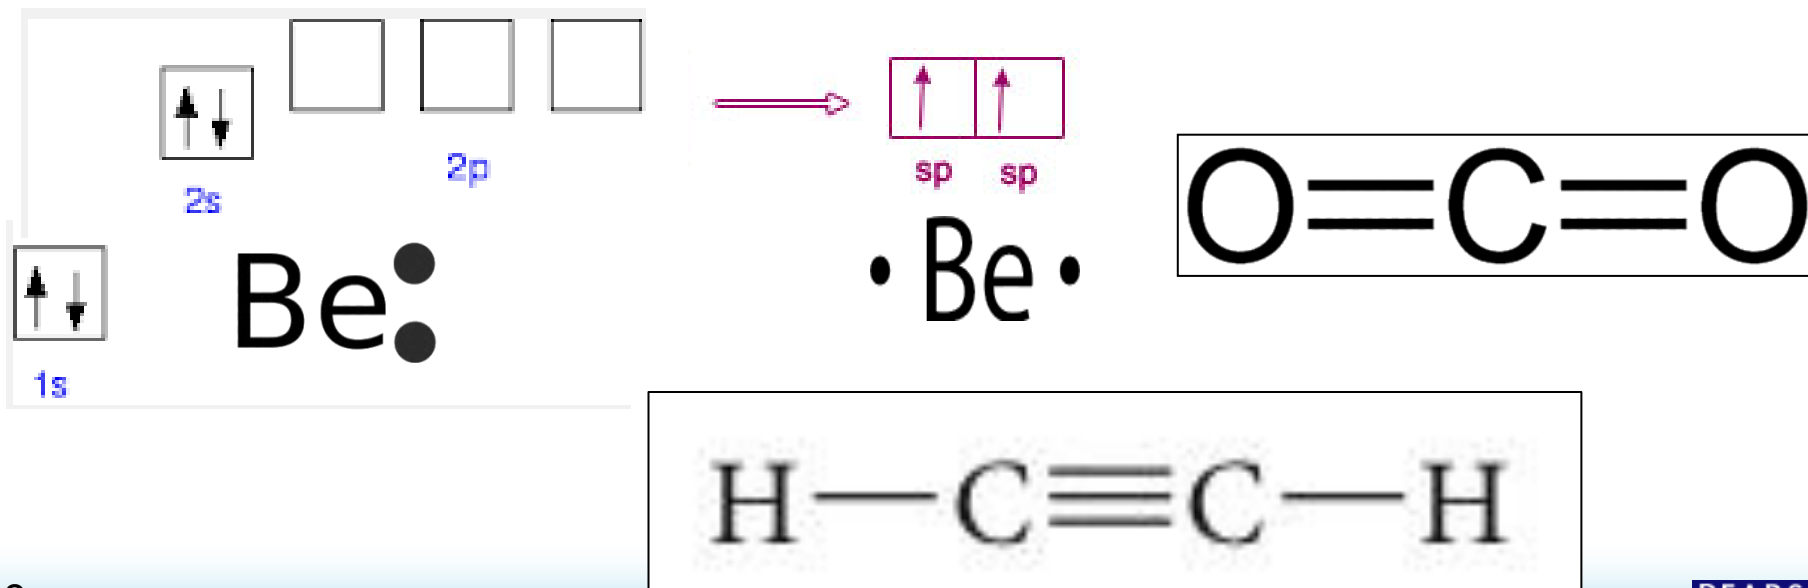 2s
2p
1s
Be
sp sp
Be
O=C=O
H—C≡C—H